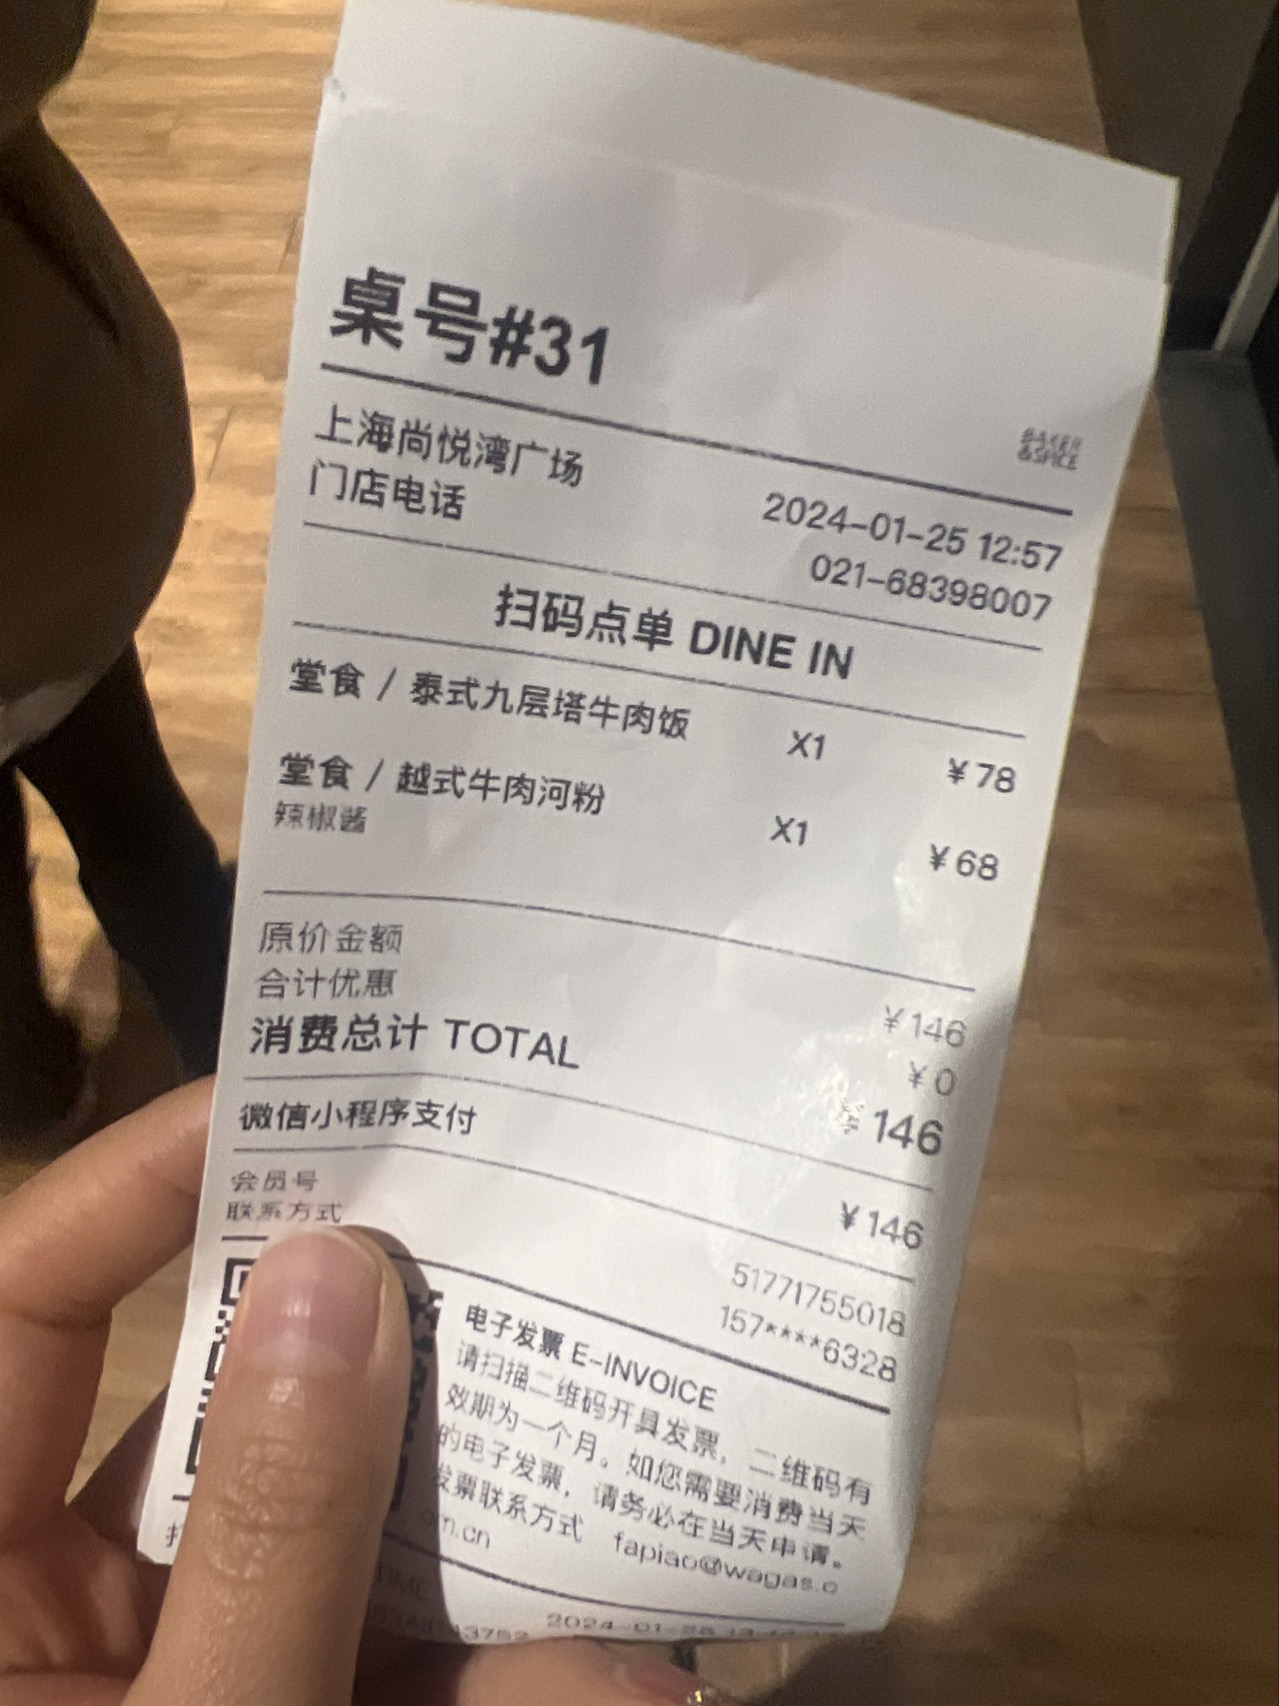 桌号#31
BAKER
&SPICE
上海尚悦湾广场 2024-01-25 12:57
门店电话 021-68398007
扫码点单 DINE IN
堂食 / 泰式九层塔牛肉饭 X1 ¥78
堂食 / 越式牛肉河粉 X1 ¥68
辣椒酱
原价金额 ¥146
合计优惠 ¥0
消费总计 TOTAL ¥146
微信小程序支付 ¥146
会员号 51771755018
联系方式 157****6328
电子发票 E-INVOICE
请扫描二维码开具发票，二维码有
效期为一个月。如您需要消费当天
的电子发票，请务必在当天申请。
发票联系方式 fapiao@wagas.c
om.cn
2024-01-25